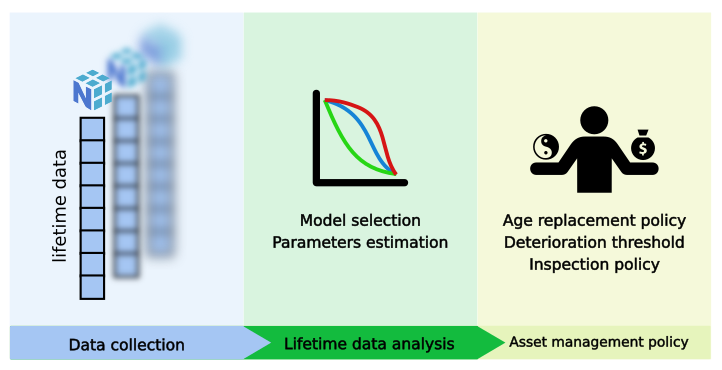 lifetime data
Model selection
Parameters estimation
$
Age replacement policy
Deterioration threshold
Inspection policy
Data collection
Lifetime data analysis
Asset management policy